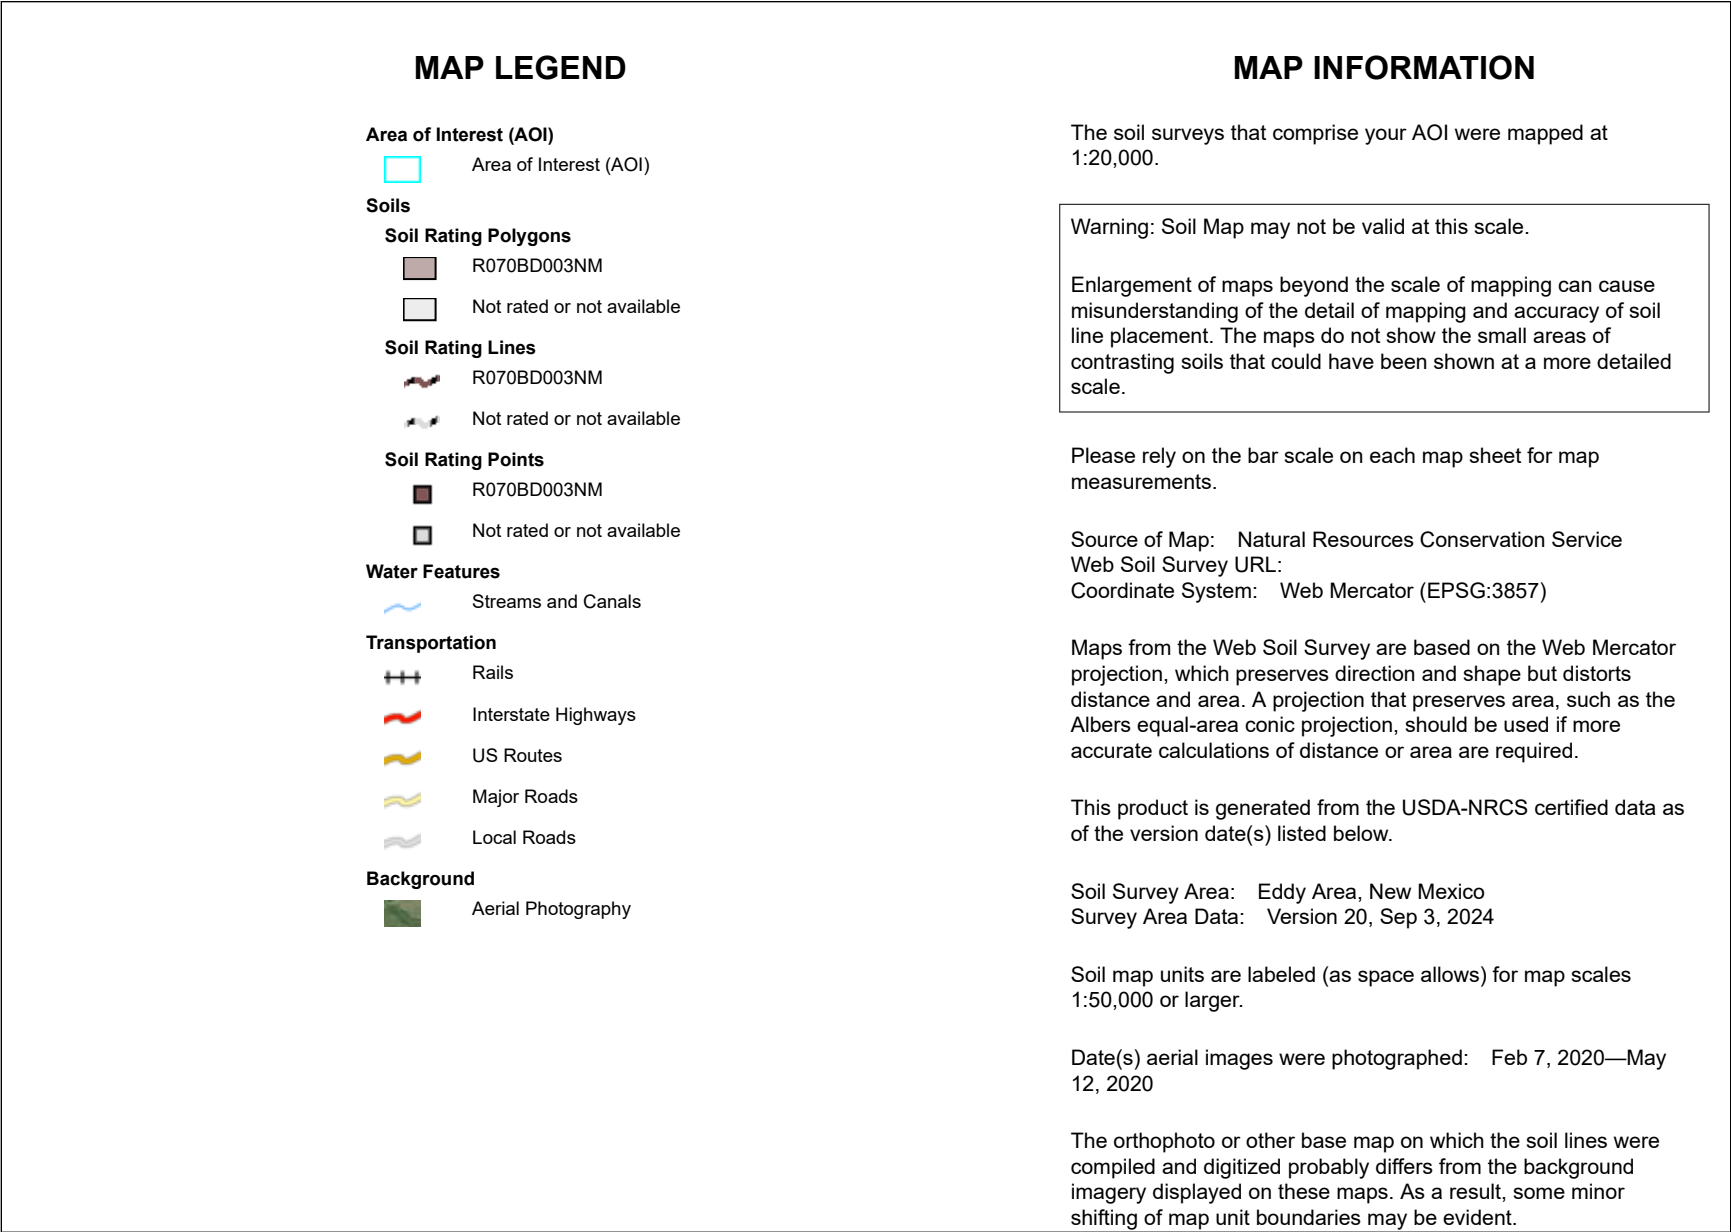 MAP LEGEND
Area of Interest (AOI)
Area of Interest (AOI)
Soils
Soil Rating Polygons
R070BD003NM
Not rated or not available
Soil Rating Lines
R070BD003NM
Not rated or not available
Soil Rating Points
R070BD003NM
Not rated or not available
Water Features
Streams and Canals
Transportation
Rails
Interstate Highways
US Routes
Major Roads
Local Roads
Background
Aerial Photography
MAP INFORMATION
The soil surveys that comprise your AOI were mapped at
1:20,000.
Warning: Soil Map may not be valid at this scale.
Enlargement of maps beyond the scale of mapping can cause
misunderstanding of the detail of mapping and accuracy of soil
line placement. The maps do not show the small areas of
contrasting soils that could have been shown at a more detailed
scale.
Please rely on the bar scale on each map sheet for map
measurements.
Source of Map: Natural Resources Conservation Service
Web Soil Survey URL:
Coordinate System: Web Mercator (EPSG:3857)
Maps from the Web Soil Survey are based on the Web Mercator
projection, which preserves direction and shape but distorts
distance and area. A projection that preserves area, such as the
Albers equal-area conic projection, should be used if more
accurate calculations of distance or area are required.
This product is generated from the USDA-NRCS certified data as
of the version date(s) listed below.
Soil Survey Area: Eddy Area, New Mexico
Survey Area Data: Version 20, Sep 3, 2024
Soil map units are labeled (as space allows) for map scales
1:50,000 or larger.
Date(s) aerial images were photographed: Feb 7, 2020—May
12, 2020
The orthophoto or other base map on which the soil lines were
compiled and digitized probably differs from the background
imagery displayed on these maps. As a result, some minor
shifting of map unit boundaries may be evident.